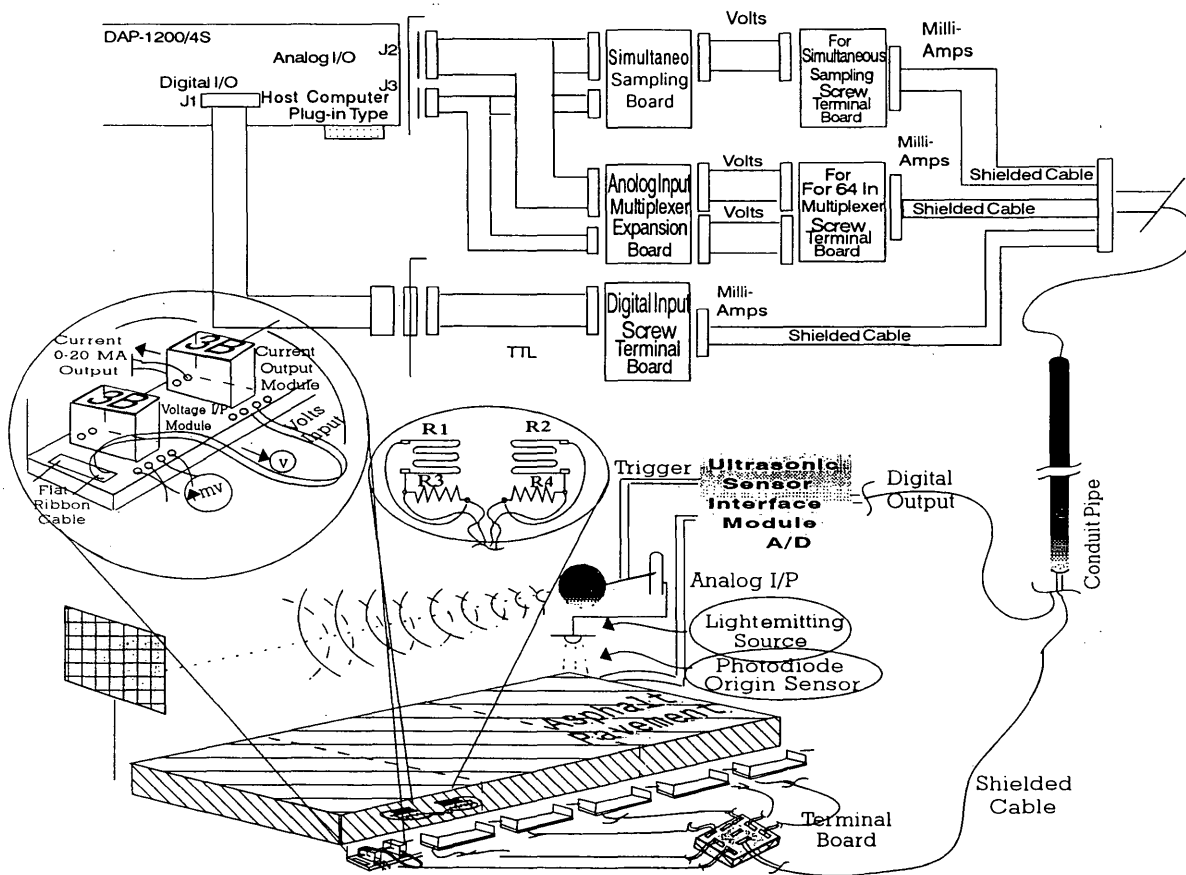 DAP-1200/4S
Analog I/O
J2
J3
Digital I/O
J1
Host Computer
Plug-in Type
Simultaneo
Sampling
Board
Volts
For
Simultaneous
Sampling
Screw
Terminal
Board
Milli-
Amps
Anolog Input
Multiplexer
Expansion
Board
Volts
Volts
For
For 64 In
Multiplexer
Screw
Terminal
Board
Milli-
Amps
Shielded Cable
Shielded Cable
Digital Input
Screw
Terminal
Board
Milli-
Amps
Shielded Cable
TTL
Current
0-20 MA
Output
3B
Current
Output
Module
3B
Voltage I/P
Module
Volts
Input
V
mv
Flat
Ribbon
Cable
R1
R2
R3
R4
Trigger
Ultrasonic
Sensor
Interface
Module
A/D
Digital
Output
Conduit Pipe
Analog I/P
Lightemitting
Source
Photodiode
Origin Sensor
Asphalt
Pavement
Terminal
Board
Shielded
Cable